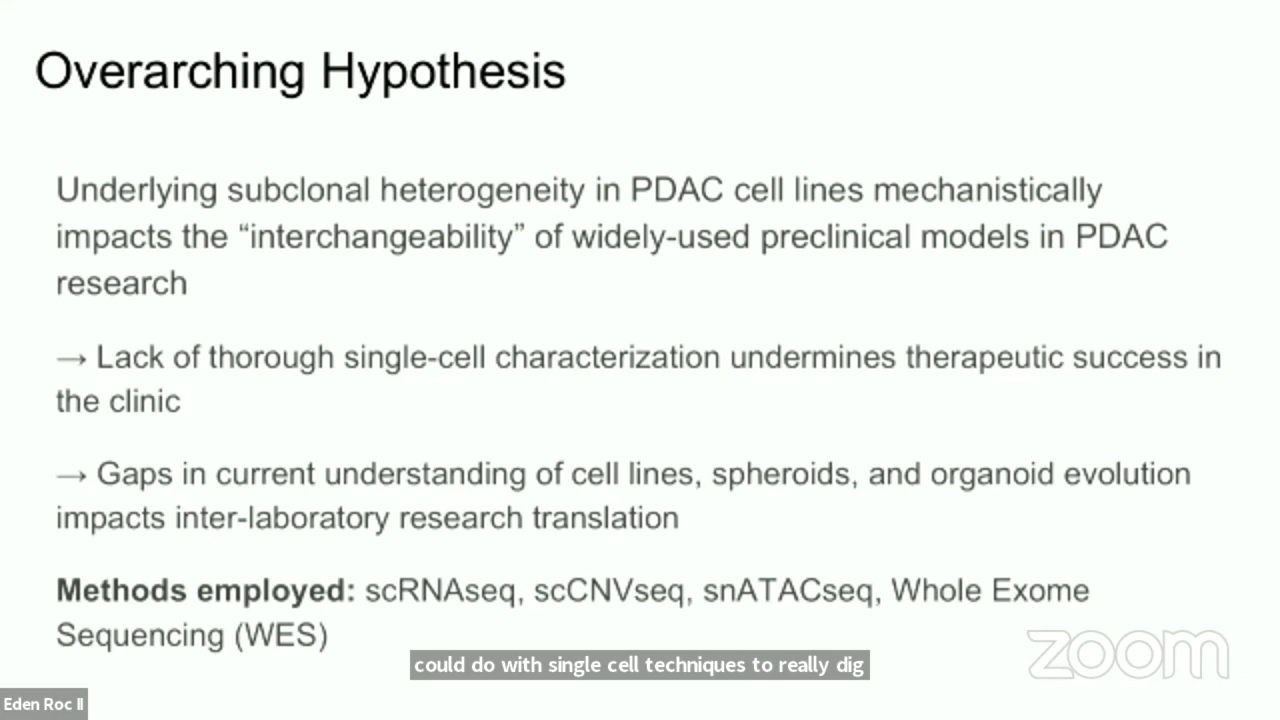 Overarching Hypothesis
Underlying subclonal heterogeneity in PDAC cell lines mechanistically
impacts the “interchangeability” of widely-used preclinical models in PDAC
research
→ Lack of thorough single-cell characterization undermines therapeutic success in
the clinic
→ Gaps in current understanding of cell lines, spheroids, and organoid evolution
impacts inter-laboratory research translation
Methods employed: scRNAseq, scCNVseq, snATACseq, Whole Exome
Sequencing (WES)
could do with single cell techniques to really dig
zoom
Eden Roc II